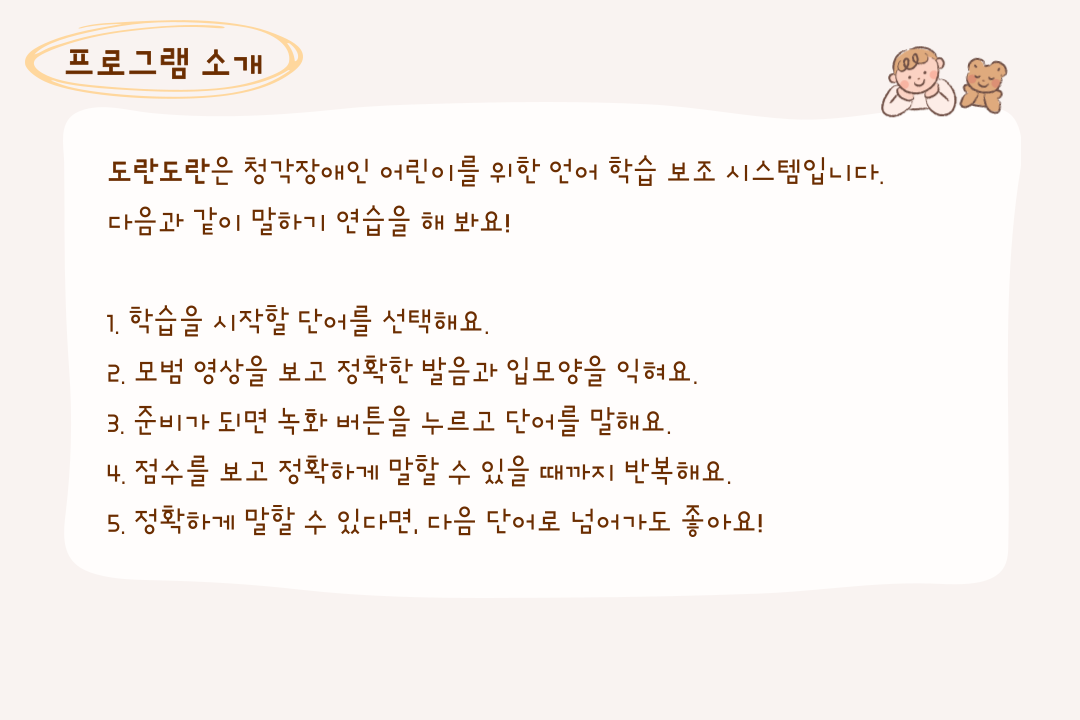 프로그램 소개
도란도란은 청각장애인 어린이를 위한 언어 학습 보조 시스템입니다.
다음과 같이 말하기 연습을 해 봐요!
1. 학습을 시작할 단어를 선택해요.
2. 모범 영상을 보고 정확한 발음과 입모양을 익혀요.
3. 준비가 되면 녹화 버튼을 누르고 단어를 말해요.
4. 점수를 보고 정확하게 말할 수 있을 때까지 반복해요.
5. 정확하게 말할 수 있다면, 다음 단어로 넘어가도 좋아요!